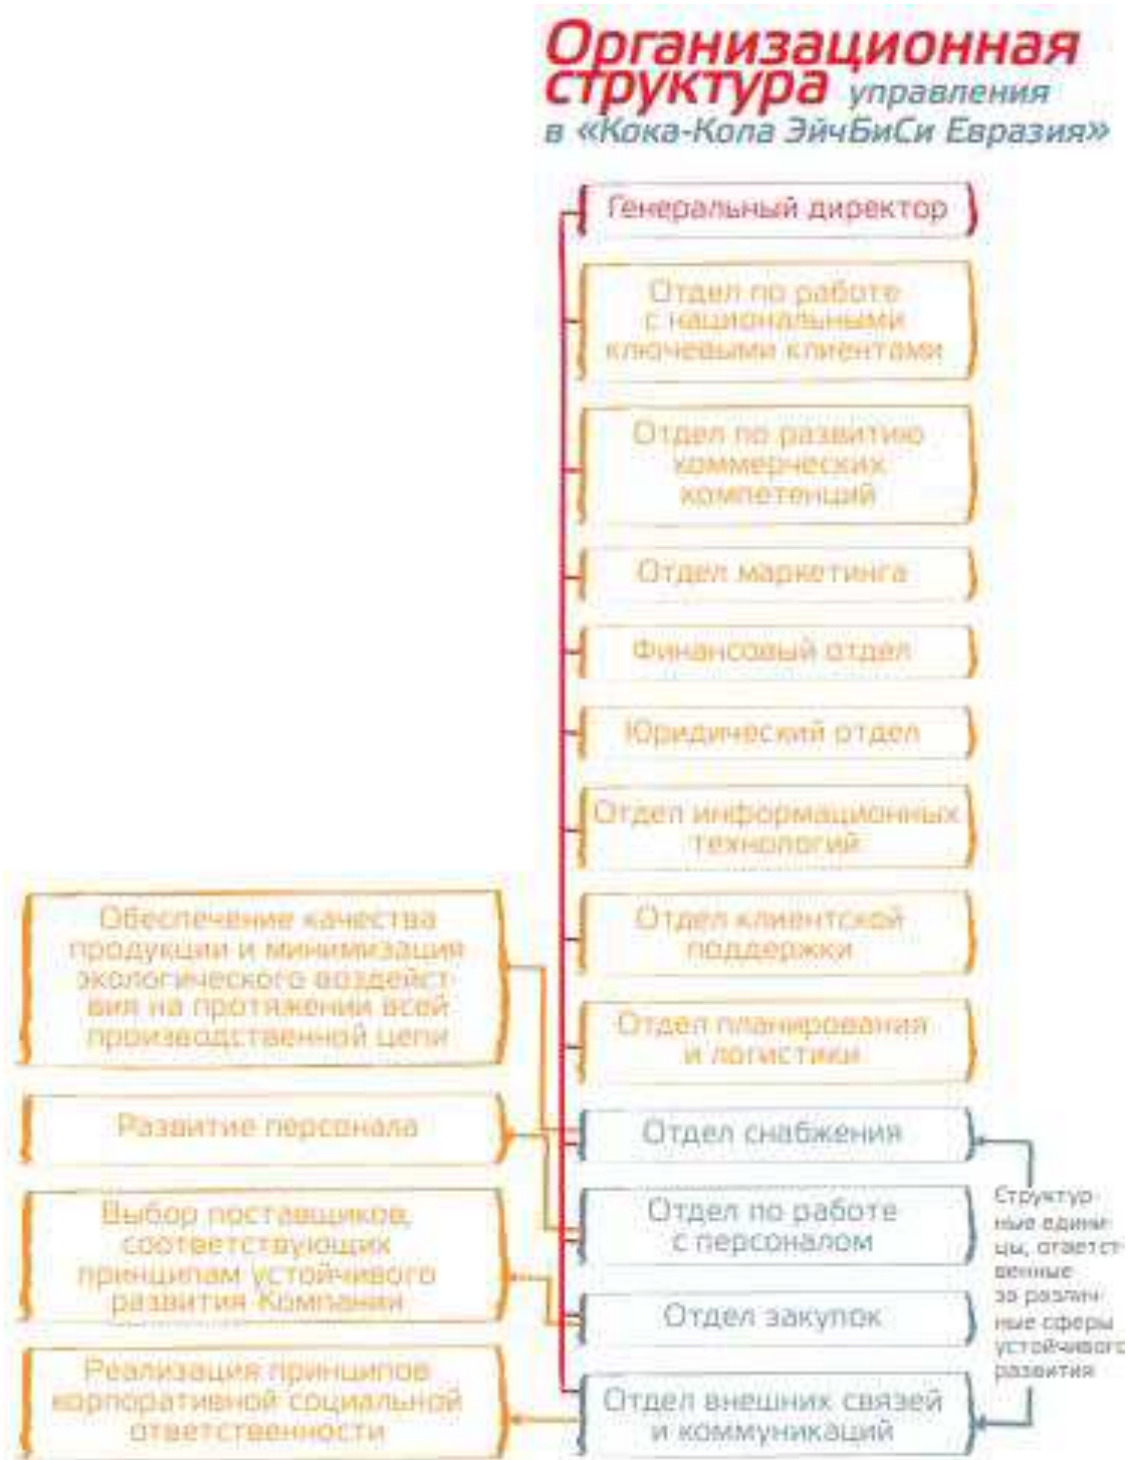 Организационная
структура управления
в «Кока-Кола ЭйчБиСи Евразия»
Генеральный директор
Отдел по работе
с национальными
ключевыми клиентами
Отдел по развитию
коммерческих
компетенций
Отдел маркетинга
Финансовый отдел
Юридический отдел
Отдел информационных
технологий
Отдел клиентской
поддержки
Отдел планирования
и логистики
Отдел снабжения
Отдел по работе
с персоналом
Отдел закупок
Отдел внешних связей
и коммуникаций
Обеспечение качества
продукции и минимизация
экологического воздейст-
вия на протяжении всей
производственной цепи
Развитие персонала
Выбор поставщиков,
соответствующих
принципам устойчивого
развития Компании
Реализация принципов
корпоративной социальной
ответственности
Структур-
ные едини-
цы, ответст-
венные
за различ-
ные сферы
устойчивого
развития